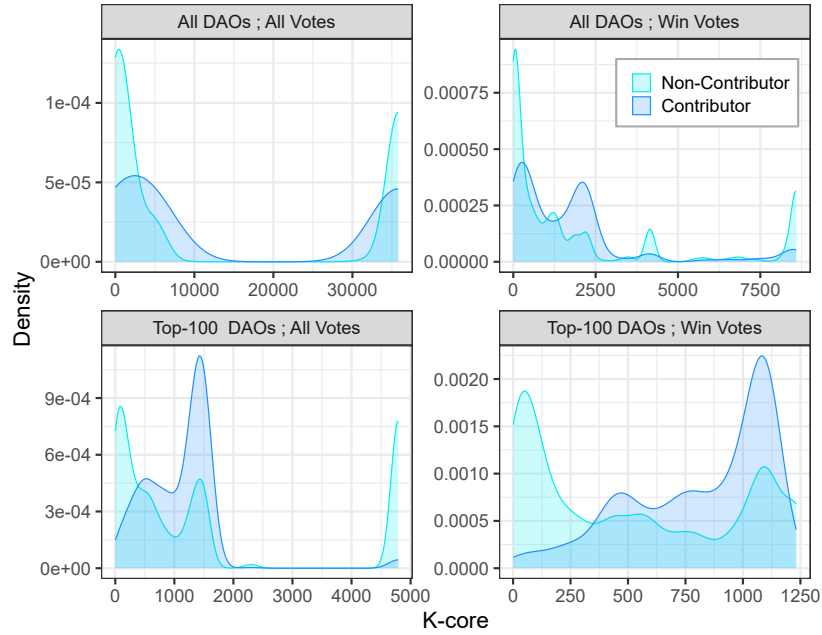 All DAOs ; All Votes
All DAOs ; Win Votes
1e-04
5e-05
0e+00
0 10000 20000 30000
0.00075
0.00050
0.00025
0.00000
0 2500 5000 7500
Non-Contributor
Contributor
Density
Top-100 DAOs ; All Votes
Top-100 DAOs ; Win Votes
9e-04
6e-04
3e-04
0e+00
0 1000 2000 3000 4000 5000
0.0020
0.0015
0.0010
0.0005
0.0000
0 250 500 750 1000 1250
K-core